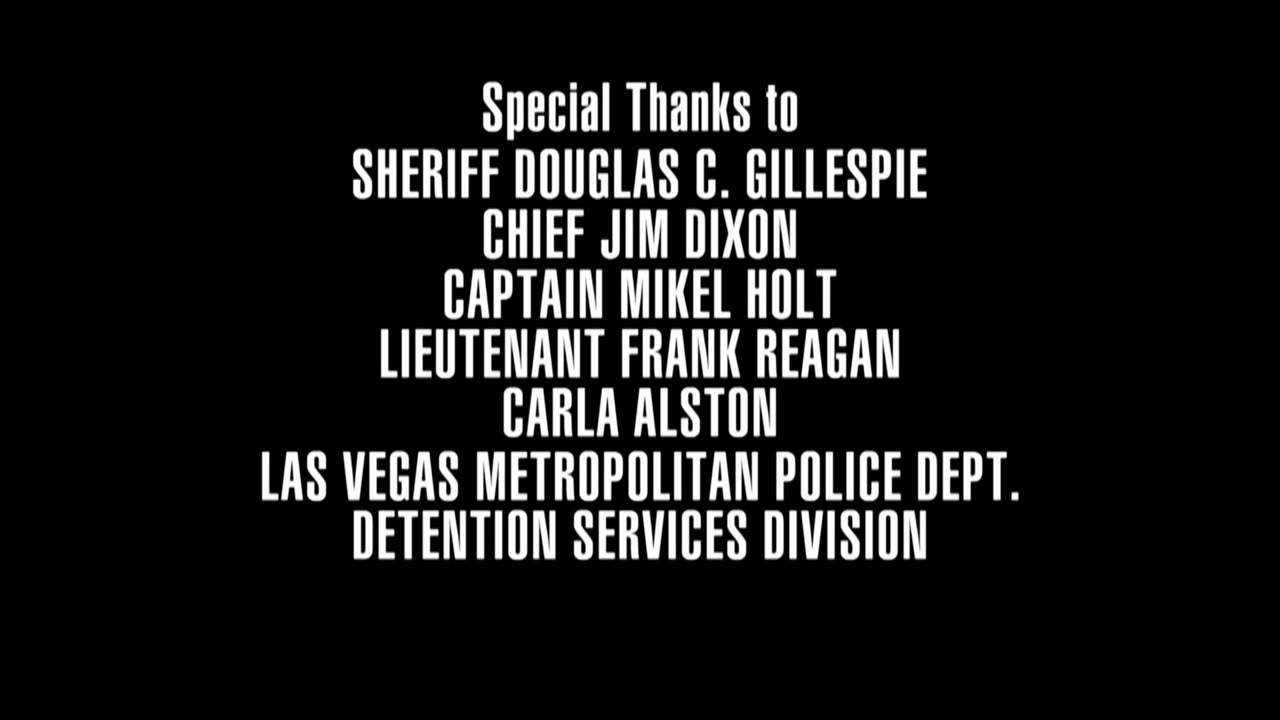 Special Thanks to
SHERIFF DOUGLAS C. GILLESPIE
CHIEF JIM DIXON
CAPTAIN MIKEL HOLT
LIEUTENANT FRANK REAGAN
CARLA ALSTON
LAS VEGAS METROPOLITAN POLICE DEPT.
DETENTION SERVICES DIVISION